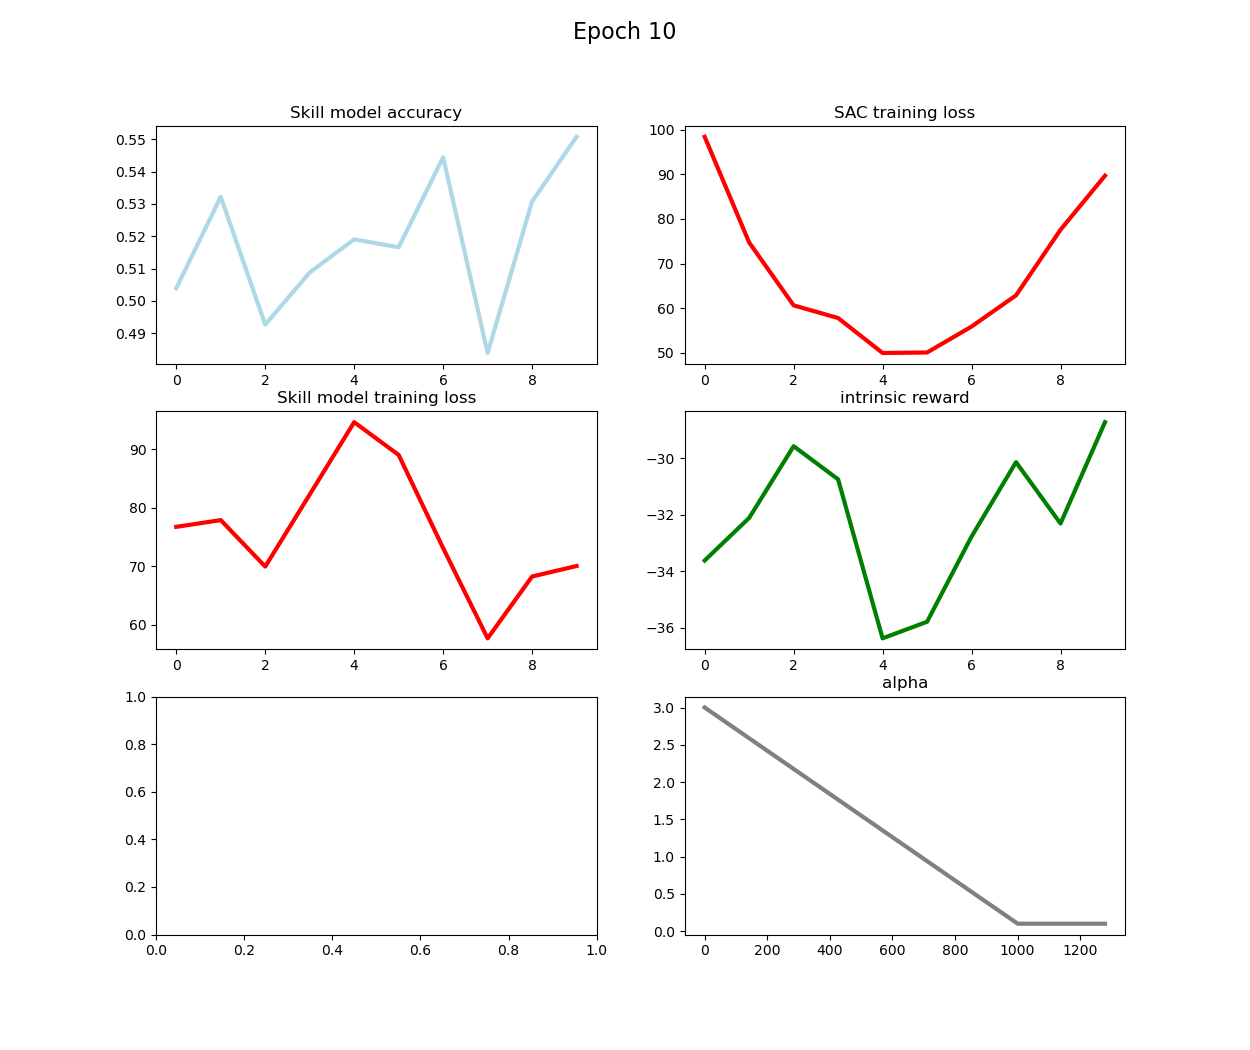 Epoch 10
Skill model accuracy
0.55
0.54
0.53
0.52
0.51
0.50
0.49
0 2 4 6 8
SAC training loss
100
90
80
70
60
50
0 2 4 6 8
Skill model training loss
90
80
70
60
0 2 4 6 8
intrinsic reward
−30
−32
−34
−36
0 2 4 6 8
1.0
0.8
0.6
0.4
0.2
0.0
0.0 0.2 0.4 0.6 0.8 1.0
alpha
3.0
2.5
2.0
1.5
1.0
0.5
0.0
0 200 400 600 800 1000 1200